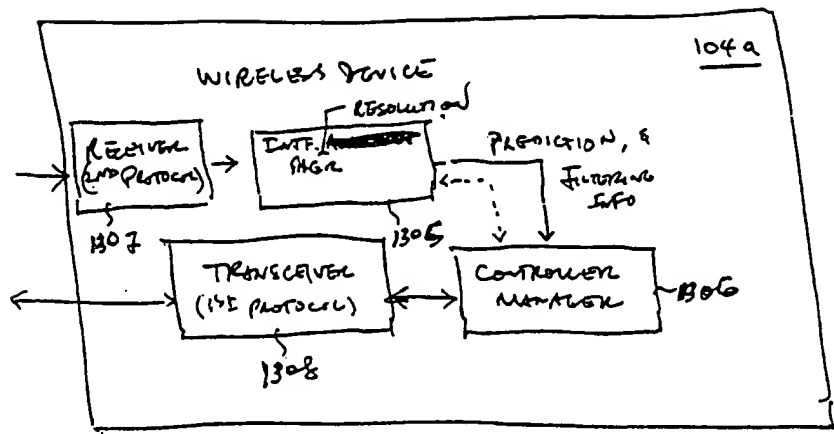 104a
WIRELESS DEVICE
RESOLUTION
RECEIVER
(2ND PROTOCOL)
INTF.
MGR
PREDICTION, &
FILTERING
INFO
1307
1305
TRANSCEIVER
(1ST PROTOCOL)
CONTROLLER
MANAGER
1306
1308